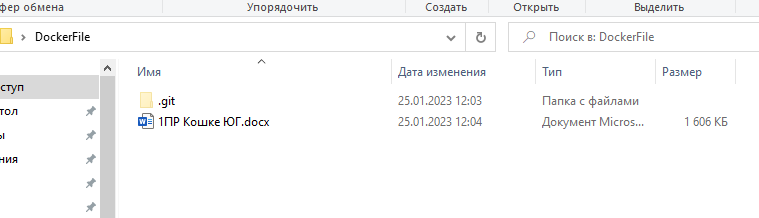 фер обмена Упорядочить Создать Открыть Выделить
DockerFile Поиск в: DockerFile
Имя Дата изменения Тип Размер
ступ
.git 25.01.2023 12:03 Папка с файлами
тол
1ПР Кошке ЮГ.docx 25.01.2023 12:04 Документ Micros... 1 606 КБ
ы
ния